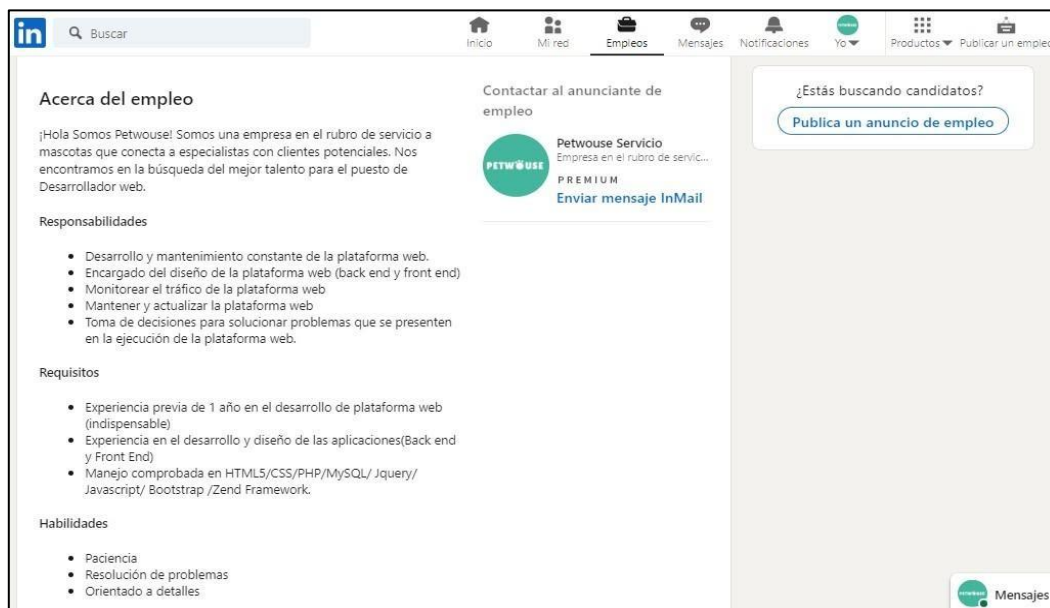 in
Buscar
Inicio
Mi red
Empleos
Mensajes
Notificaciones
Yo
Productos
Publicar un empleo
Acerca del empleo
¡Hola Somos Petwouse! Somos una empresa en el rubro de servicio a
mascotas que conecta a especialistas con clientes potenciales. Nos
encontramos en la búsqueda del mejor talento para el puesto de
Desarrollador web.
Responsabilidades
Desarrollo y mantenimiento constante de la plataforma web.
Encargado del diseño de la plataforma web (back end y front end)
Monitorear el tráfico de la plataforma web
Mantener y actualizar la plataforma web
Toma de decisiones para solucionar problemas que se presenten
en la ejecución de la plataforma web.
Requisitos
Experiencia previa de 1 año en el desarrollo de plataforma web
(indispensable)
Experiencia en el desarrollo y diseño de las aplicaciones(Back end
y Front End)
Manejo comprobada en HTML5/CSS/PHP/MySQL/ Jquery/
Javascript/ Bootstrap /Zend Framework.
Habilidades
Paciencia
Resolución de problemas
Orientado a detalles
Contactar al anunciante de
empleo
PETWOUSE
Petwouse Servicio
Empresa en el rubro de servic...
PREMIUM
Enviar mensaje InMail
¿Estás buscando candidatos?
Publica un anuncio de empleo
Mensajes